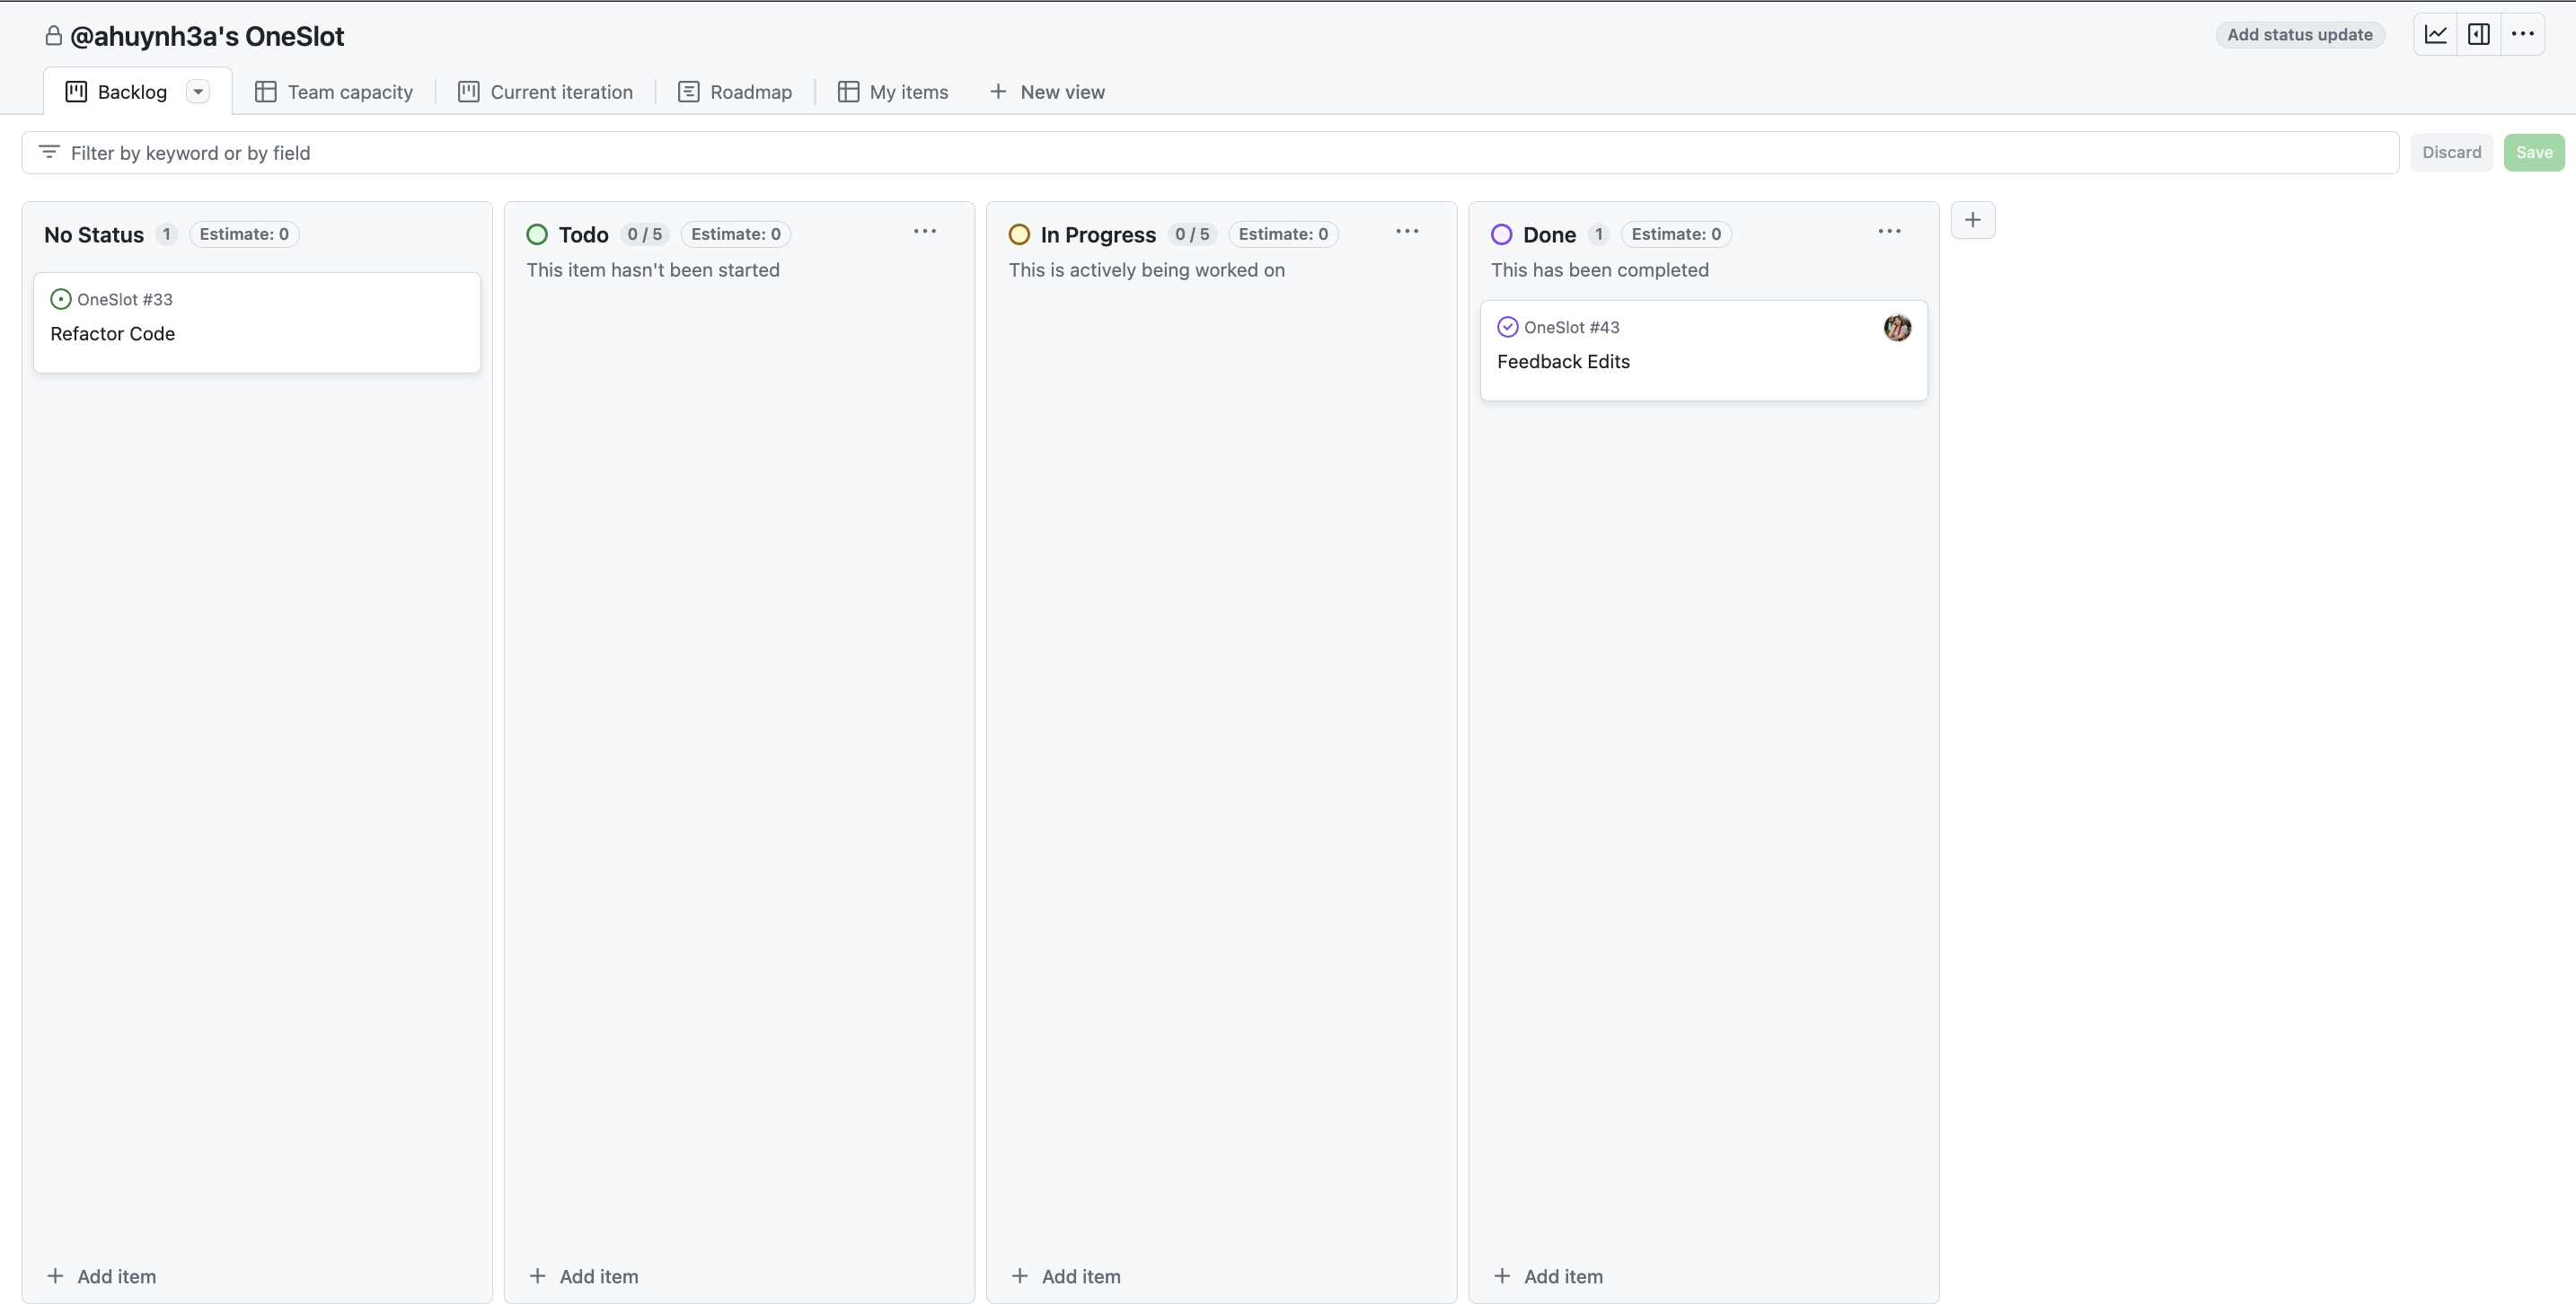 @ahuynh3a's OneSlot
Add status update
Backlog
Team capacity
Current iteration
Roadmap
My items
New view
Filter by keyword or by field
Discard
Save
No Status 1 Estimate: 0
OneSlot #33
Refactor Code
Add item
Todo 0 / 5 Estimate: 0
This item hasn't been started
Add item
In Progress 0 / 5 Estimate: 0
This is actively being worked on
Add item
Done 1 Estimate: 0
This has been completed
OneSlot #43
Feedback Edits
Add item